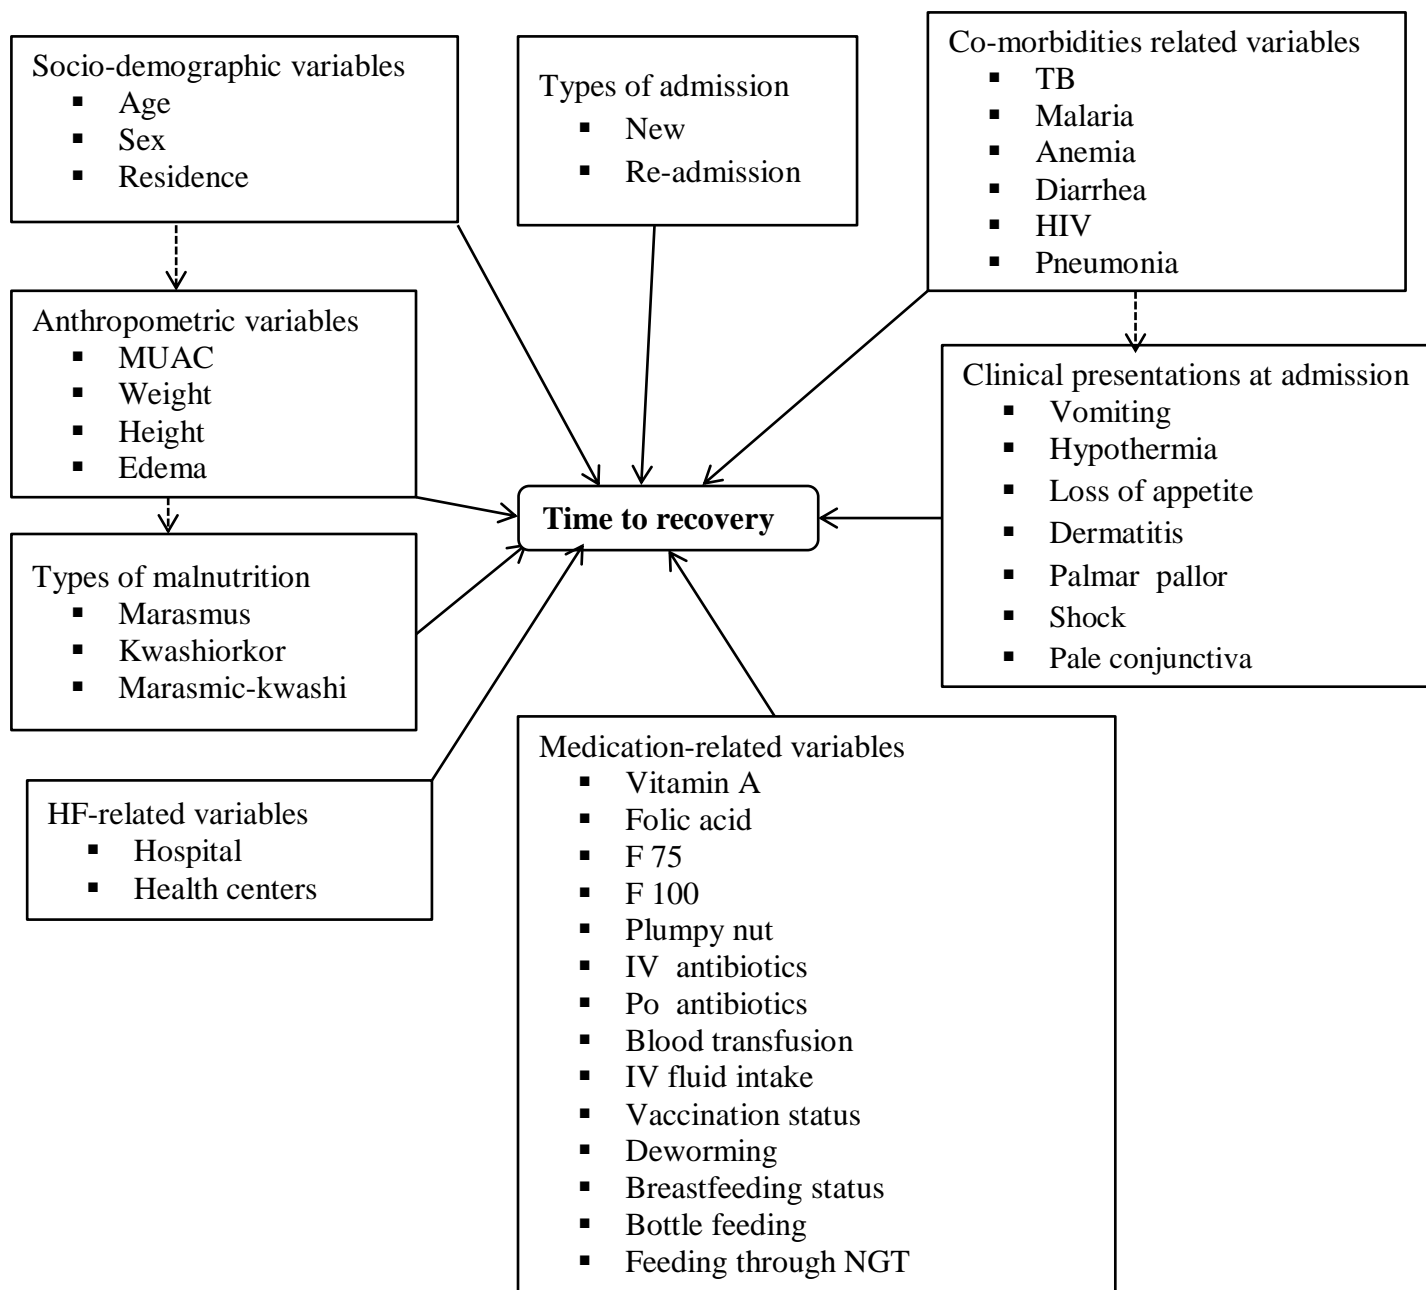 Socio-demographic variables
▪ Age
▪ Sex
▪ Residence
Types of admission
▪ New
▪ Re-admission
Co-morbidities related variables
▪ TB
▪ Malaria
▪ Anemia
▪ Diarrhea
▪ HIV
▪ Pneumonia
Anthropometric variables
▪ MUAC
▪ Weight
▪ Height
▪ Edema
Clinical presentations at admission
▪ Vomiting
▪ Hypothermia
▪ Loss of appetite
▪ Dermatitis
▪ Palmar pallor
▪ Shock
▪ Pale conjunctiva
Time to recovery
Types of malnutrition
▪ Marasmus
▪ Kwashiorkor
▪ Marasmic-kwashi
HF-related variables
▪ Hospital
▪ Health centers
Medication-related variables
▪ Vitamin A
▪ Folic acid
▪ F 75
▪ F 100
▪ Plumpy nut
▪ IV antibiotics
▪ Po antibiotics
▪ Blood transfusion
▪ IV fluid intake
▪ Vaccination status
▪ Deworming
▪ Breastfeeding status
▪ Bottle feeding
▪ Feeding through NGT